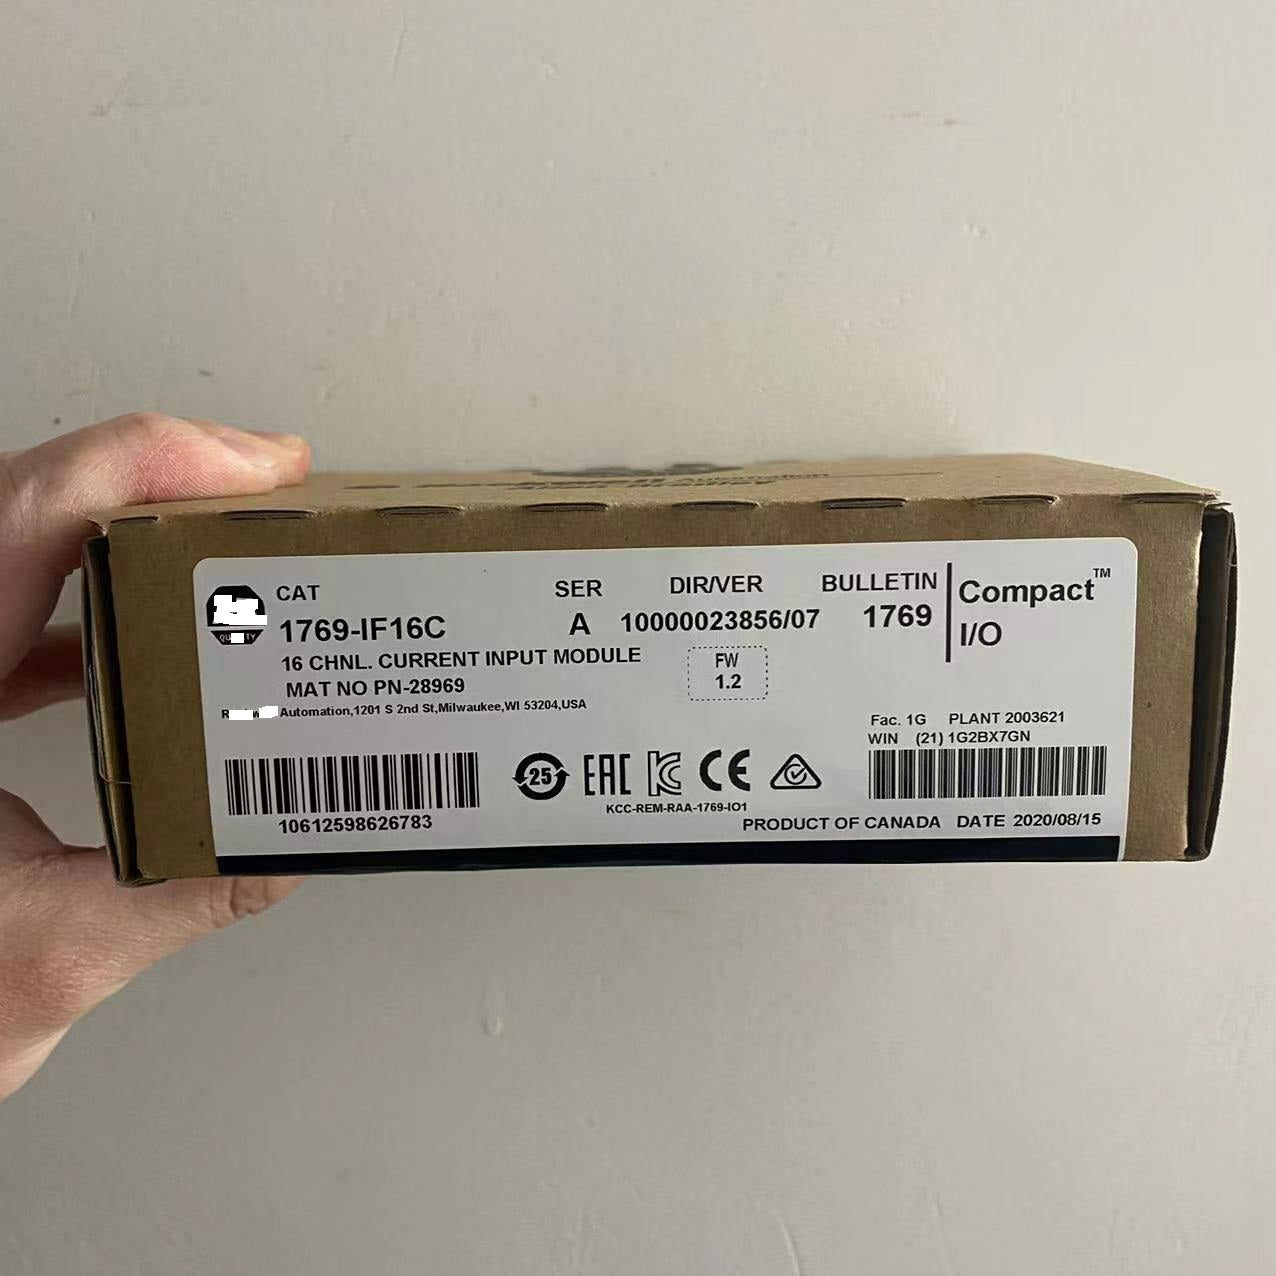 Automation
CAT
1769-IF16C
SER
A
DIR/VER
10000023856/07
BULLETIN
1769
Compact™
I/O
16 CHNL. CURRENT INPUT MODULE
MAT NO PN-28969
FW
1.2
Automation,1201 S 2nd St,Milwaukee,WI 53204,USA
Fac. 1G PLANT 2003621
WIN (21) 1G2BX7GN
25
EAC
KC
CE
KCC-REM-RAA-1769-IO1
10612598626783
PRODUCT OF CANADA DATE 2020/08/15